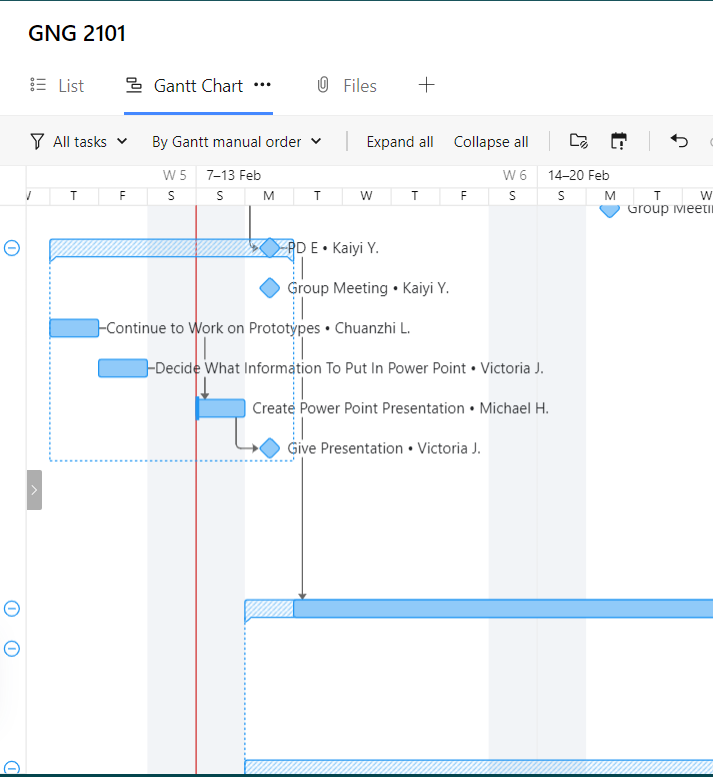 GNG 2101
List Gantt Chart Files
All tasks By Gantt manual order Expand all Collapse all
W 5 7–13 Feb W 6 14–20 Feb
T F S S M T W T F S S M T W
Group Meeti
PD E • Kaiyi Y.
Group Meeting • Kaiyi Y.
Continue to Work on Prototypes • Chuanzhi L.
Decide What Information To Put In Power Point • Victoria J.
Create Power Point Presentation • Michael H.
Give Presentation • Victoria J.